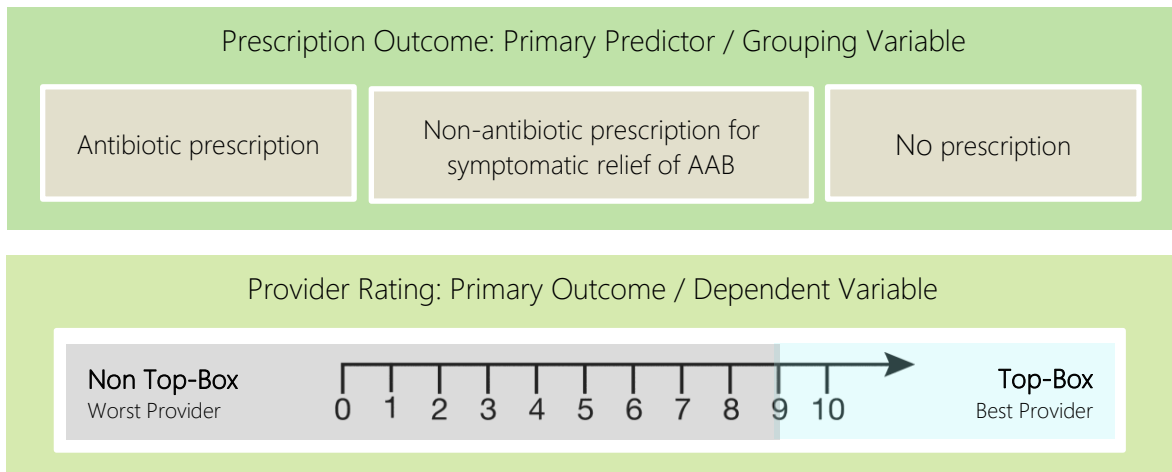 Prescription Outcome: Primary Predictor / Grouping Variable
Antibiotic prescription
Non-antibiotic prescription for
symptomatic relief of AAB
No prescription
Provider Rating: Primary Outcome / Dependent Variable
Non Top-Box
Worst Provider
0 1 2 3 4 5 6 7 8 9 10
Top-Box
Best Provider